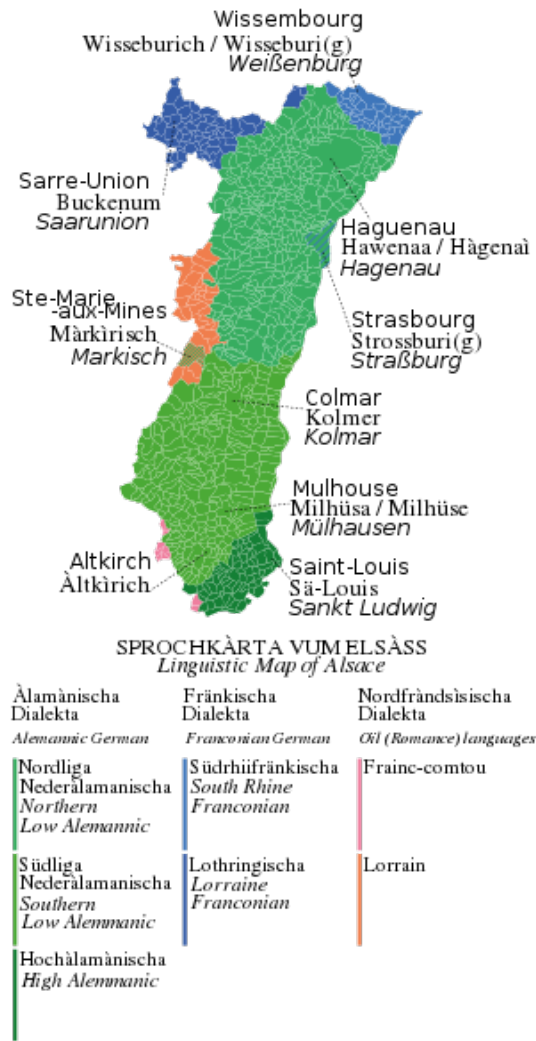 Wissembourg
Wisseburich / Wisseburi(g)
Weißenburg
Sarre-Union
Buckenum
Saarunion
Haguenau
Hawenaa / Hàgenaì
Hagenau
Ste-Marie
-aux-Mines
Màrkìrisch
Markisch
Strasbourg
Strossburi(g)
Straßburg
Colmar
Kolmer
Kolmar
Mulhouse
Milhüsa / Milhüse
Mülhausen
Altkirch
Àltkìrich
Saint-Louis
Sä-Louis
Sankt Ludwig
SPROCHKÀRTA VUM ELSÀSS
Linguistic Map of Alsace
Àlamànischa
Dialekta
Alemannic German
Fränkischa
Dialekta
Franconian German
Nordfràndsìsischa
Dialekta
Oïl (Romance) languages
Nordliga
Nederàlamanischa
Northern
Low Alemannic
Südrhiifränkischa
South Rhine
Franconian
Frainc-comtou
Südliga
Nederàlamanischa
Southern
Low Alemmanic
Lothringischa
Lorraine
Franconian
Lorrain
Hochàlamànischa
High Alemmanic